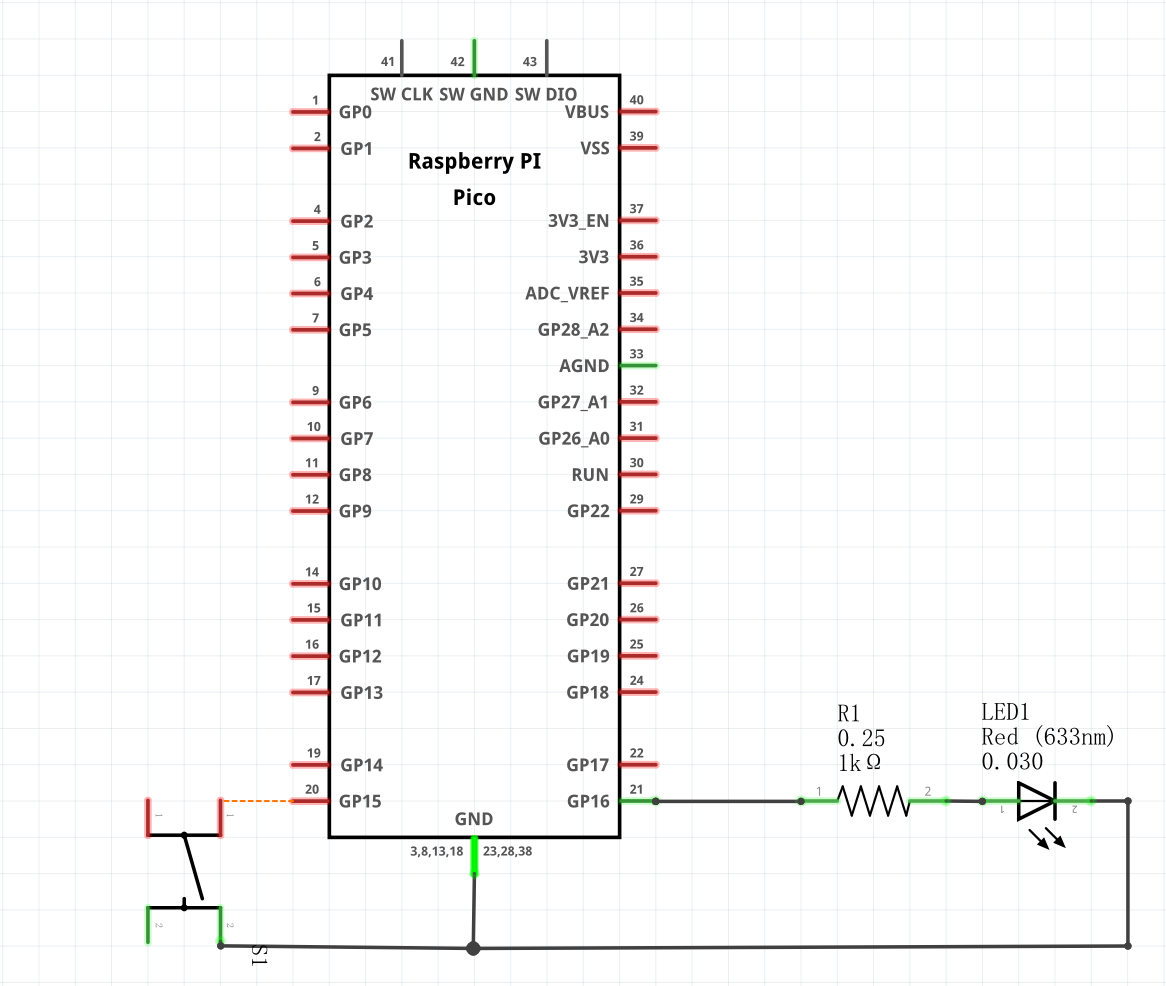 41 42 43
SW CLK SW GND SW DIO
1 GP0 VBUS 40
2 GP1 VSS 39
Raspberry PI
Pico
4 GP2 3V3_EN 37
5 GP3 3V3 36
6 GP4 ADC_VREF 35
7 GP5 GP28_A2 34
AGND 33
9 GP6 GP27_A1 32
10 GP7 GP26_A0 31
11 GP8 RUN 30
12 GP9 GP22 29
14 GP10 GP21 27
15 GP11 GP20 26
16 GP12 GP19 25
17 GP13 GP18 24
19 GP14 GP17 22
20 GP15 GP16 21
GND
3,8,13,18 23,28,38
R1
0.25
1kΩ
1 2
LED1
Red (633nm)
0.030
1 2
1 1
2 2
S1